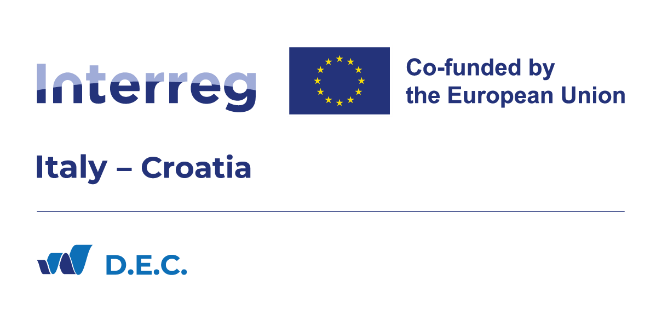 Interreg
Co-funded by
the European Union
Italy – Croatia
D.E.C.